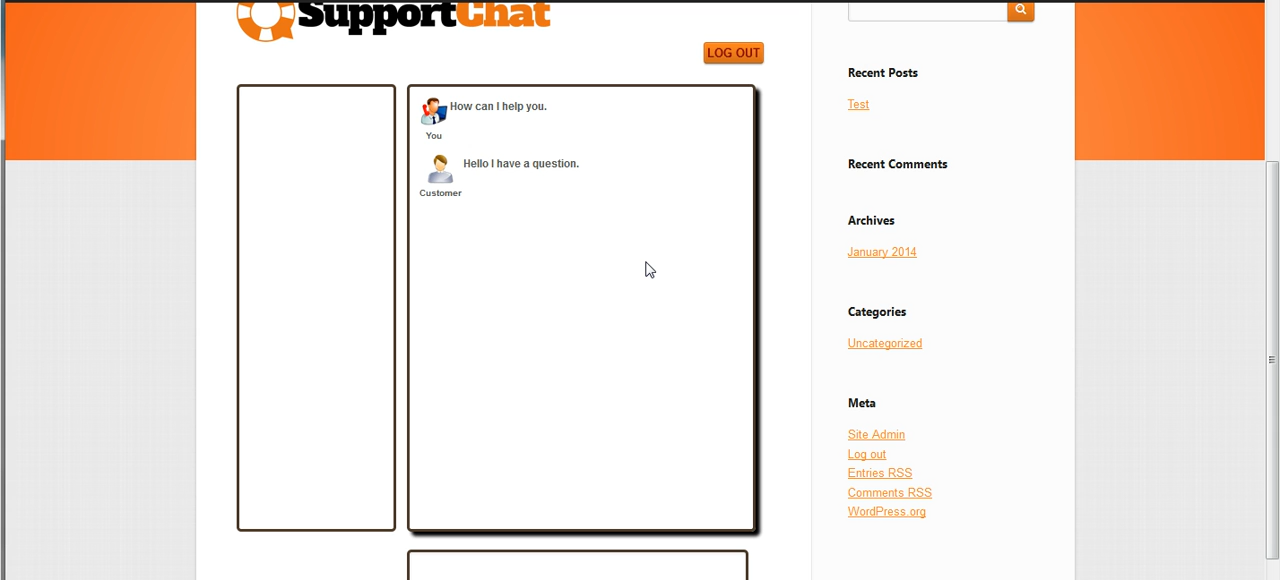 SupportChat
LOG OUT
How can I help you.
You
Hello I have a question.
Customer
Recent Posts
Test
Recent Comments
Archives
January 2014
Categories
Uncategorized
Meta
Site Admin
Log out
Entries RSS
Comments RSS
WordPress.org